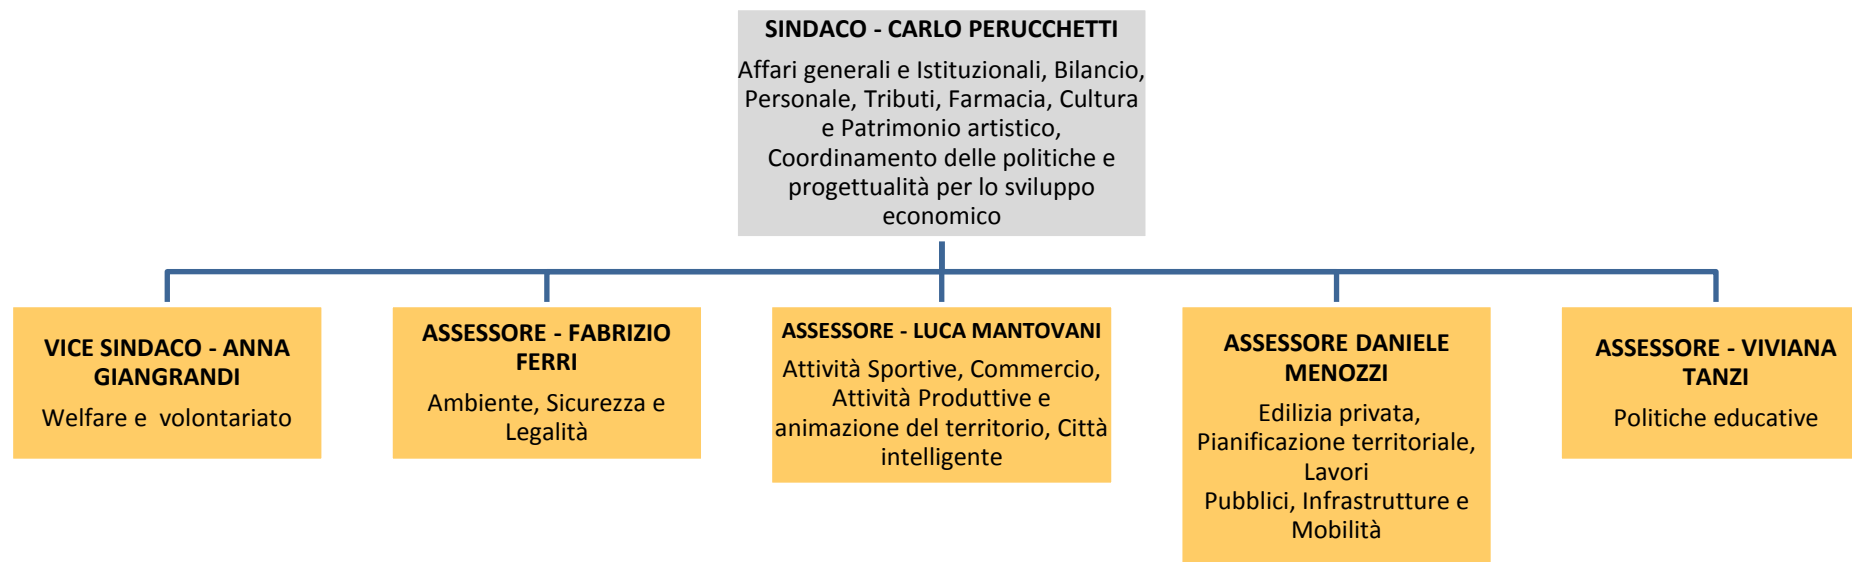 SINDACO - CARLO PERUCCHETTI
Affari generali e Istituzionali, Bilancio,
Personale, Tributi, Farmacia, Cultura
e Patrimonio artistico,
Coordinamento delle politiche e
progettualità per lo sviluppo
economico
VICE SINDACO - ANNA
GIANGRANDI
Welfare e  volontariato
ASSESSORE - FABRIZIO
FERRI
Ambiente, Sicurezza e
Legalità
ASSESSORE - LUCA MANTOVANI
Attività Sportive, Commercio,
Attività Produttive e
animazione del territorio, Città
intelligente
ASSESSORE DANIELE
MENOZZI
Edilizia privata,
Pianificazione territoriale,
Lavori
Pubblici, Infrastrutture e
Mobilità
ASSESSORE - VIVIANA
TANZI
Politiche educative